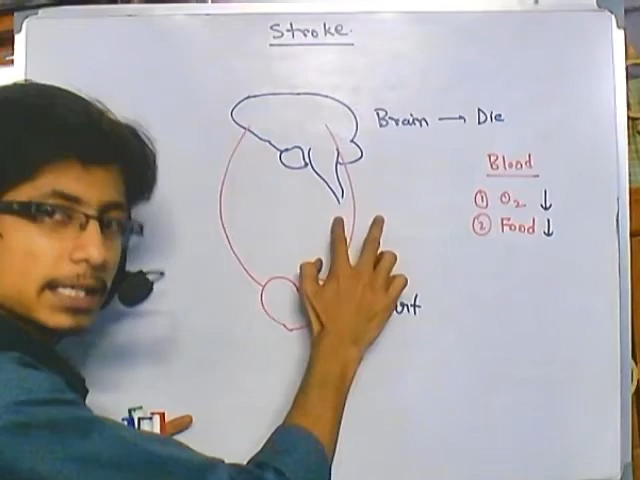 Stroke
Brain → Die
Blood
① O₂ ↓
② Food ↓